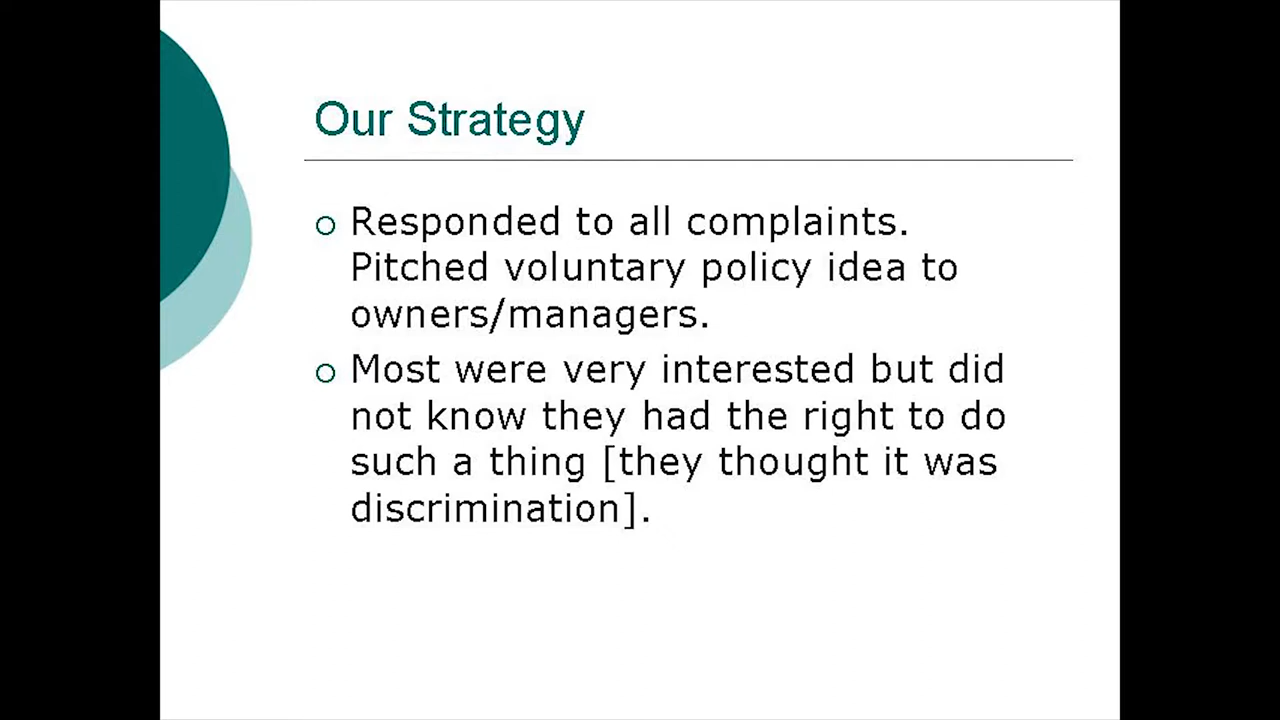 Our Strategy
Responded to all complaints.
Pitched voluntary policy idea to
owners/managers.
Most were very interested but did
not know they had the right to do
such a thing [they thought it was
discrimination].